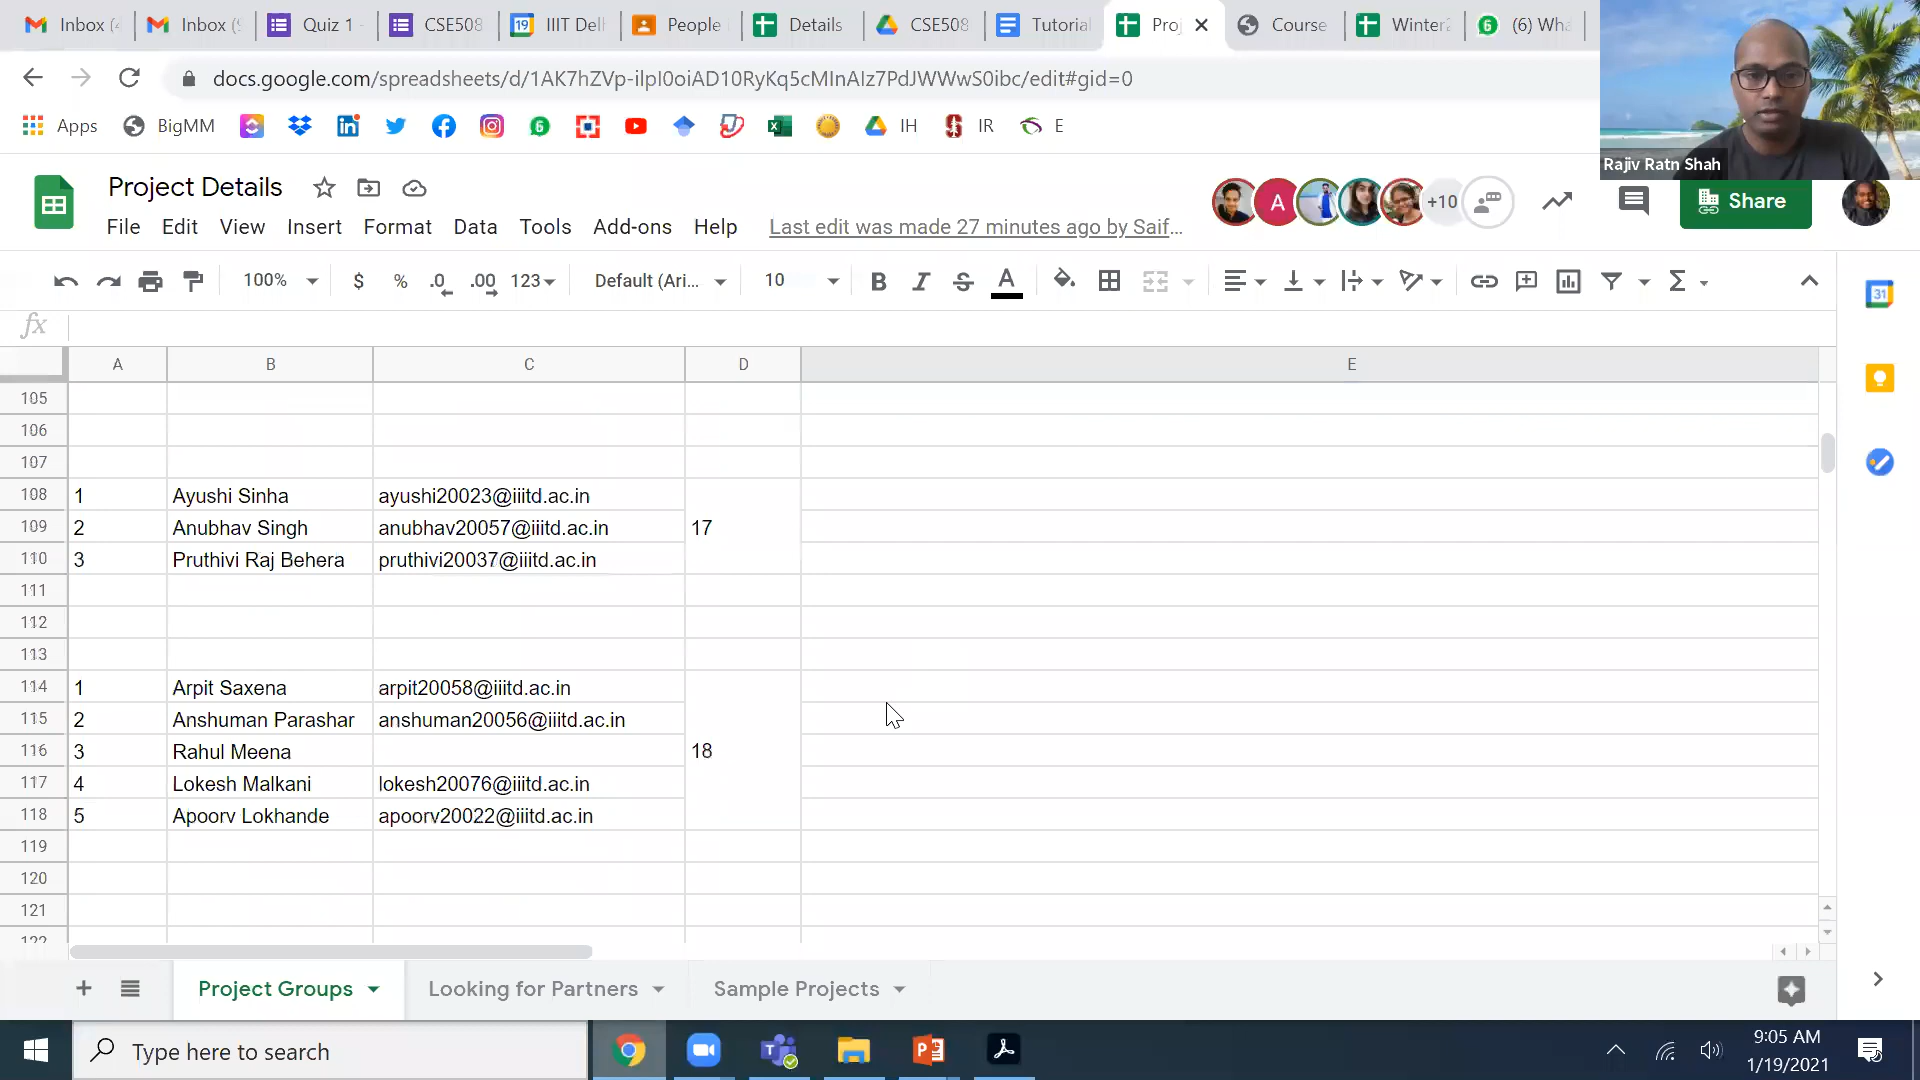 Inbox (4
Inbox (9
Quiz 1 -
CSE508
IIIT Delh
People
Details
CSE508
Tutorial
Proj
Course
Winter2
(6) Wha
docs.google.com/spreadsheets/d/1AK7hZVp-ilpI0oiAD10RyKq5cMInAIz7PdJWWwS0ibc/edit#gid=0
Apps
BigMM
IH
IR
E
Rajiv Ratn Shah
Project Details
A
+10
Share
File Edit View Insert Format Data Tools Add-ons Help Last edit was made 27 minutes ago by Saif...
100% $ % .0 .00 123 Default (Ari... 10 B I S A
fx
A B C D E
105
106
107
108 1 Ayushi Sinha ayushi20023@iiitd.ac.in
109 2 Anubhav Singh anubhav20057@iiitd.ac.in 17
110 3 Pruthivi Raj Behera pruthivi20037@iiitd.ac.in
111
112
113
114 1 Arpit Saxena arpit20058@iiitd.ac.in
115 2 Anshuman Parashar anshuman20056@iiitd.ac.in
116 3 Rahul Meena 18
117 4 Lokesh Malkani lokesh20076@iiitd.ac.in
118 5 Apoorv Lokhande apoorv20022@iiitd.ac.in
119
120
121
122
Project Groups Looking for Partners Sample Projects
Type here to search
9:05 AM
1/19/2021